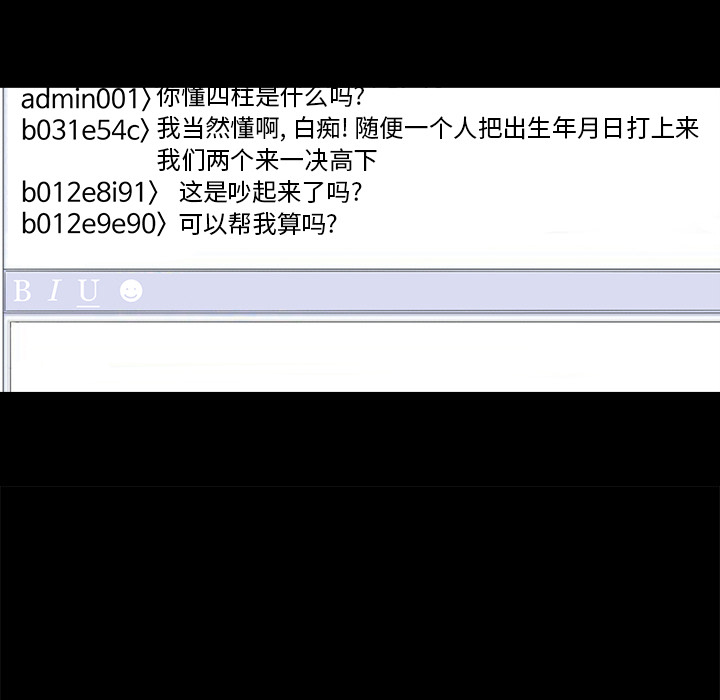 admin001〉你懂四柱是什么吗?
b031e54c〉我当然懂啊, 白痴! 随便一个人把出生年月日打上来
我们两个来一决高下
b012e8i91〉 这是吵起来了吗?
b012e9e90〉可以帮我算吗?
B I U ☻